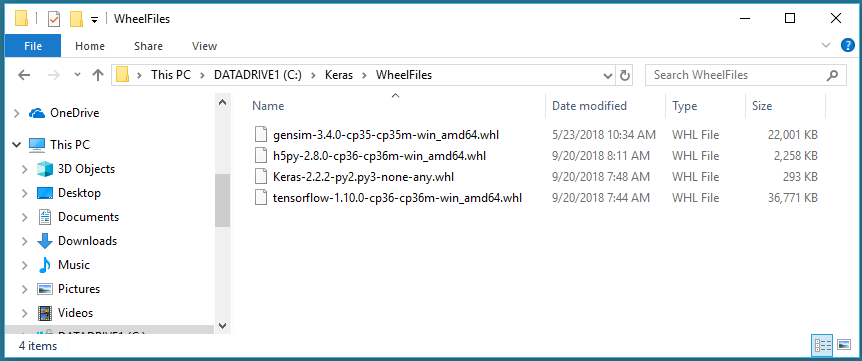 WheelFiles
File Home Share View
This PC DATADRIVE1 (C:) Keras WheelFiles Search WheelFiles
Name Date modified Type Size
OneDrive
This PC
3D Objects
Desktop
Documents
Downloads
Music
Pictures
Videos
DATADRIVE1 (C:)
gensim-3.4.0-cp35-cp35m-win_amd64.whl 5/23/2018 10:34 AM WHL File 22,001 KB
h5py-2.8.0-cp36-cp36m-win_amd64.whl 9/20/2018 8:11 AM WHL File 2,258 KB
Keras-2.2.2-py2.py3-none-any.whl 9/20/2018 7:48 AM WHL File 293 KB
tensorflow-1.10.0-cp36-cp36m-win_amd64.whl 9/20/2018 7:44 AM WHL File 36,771 KB
4 items